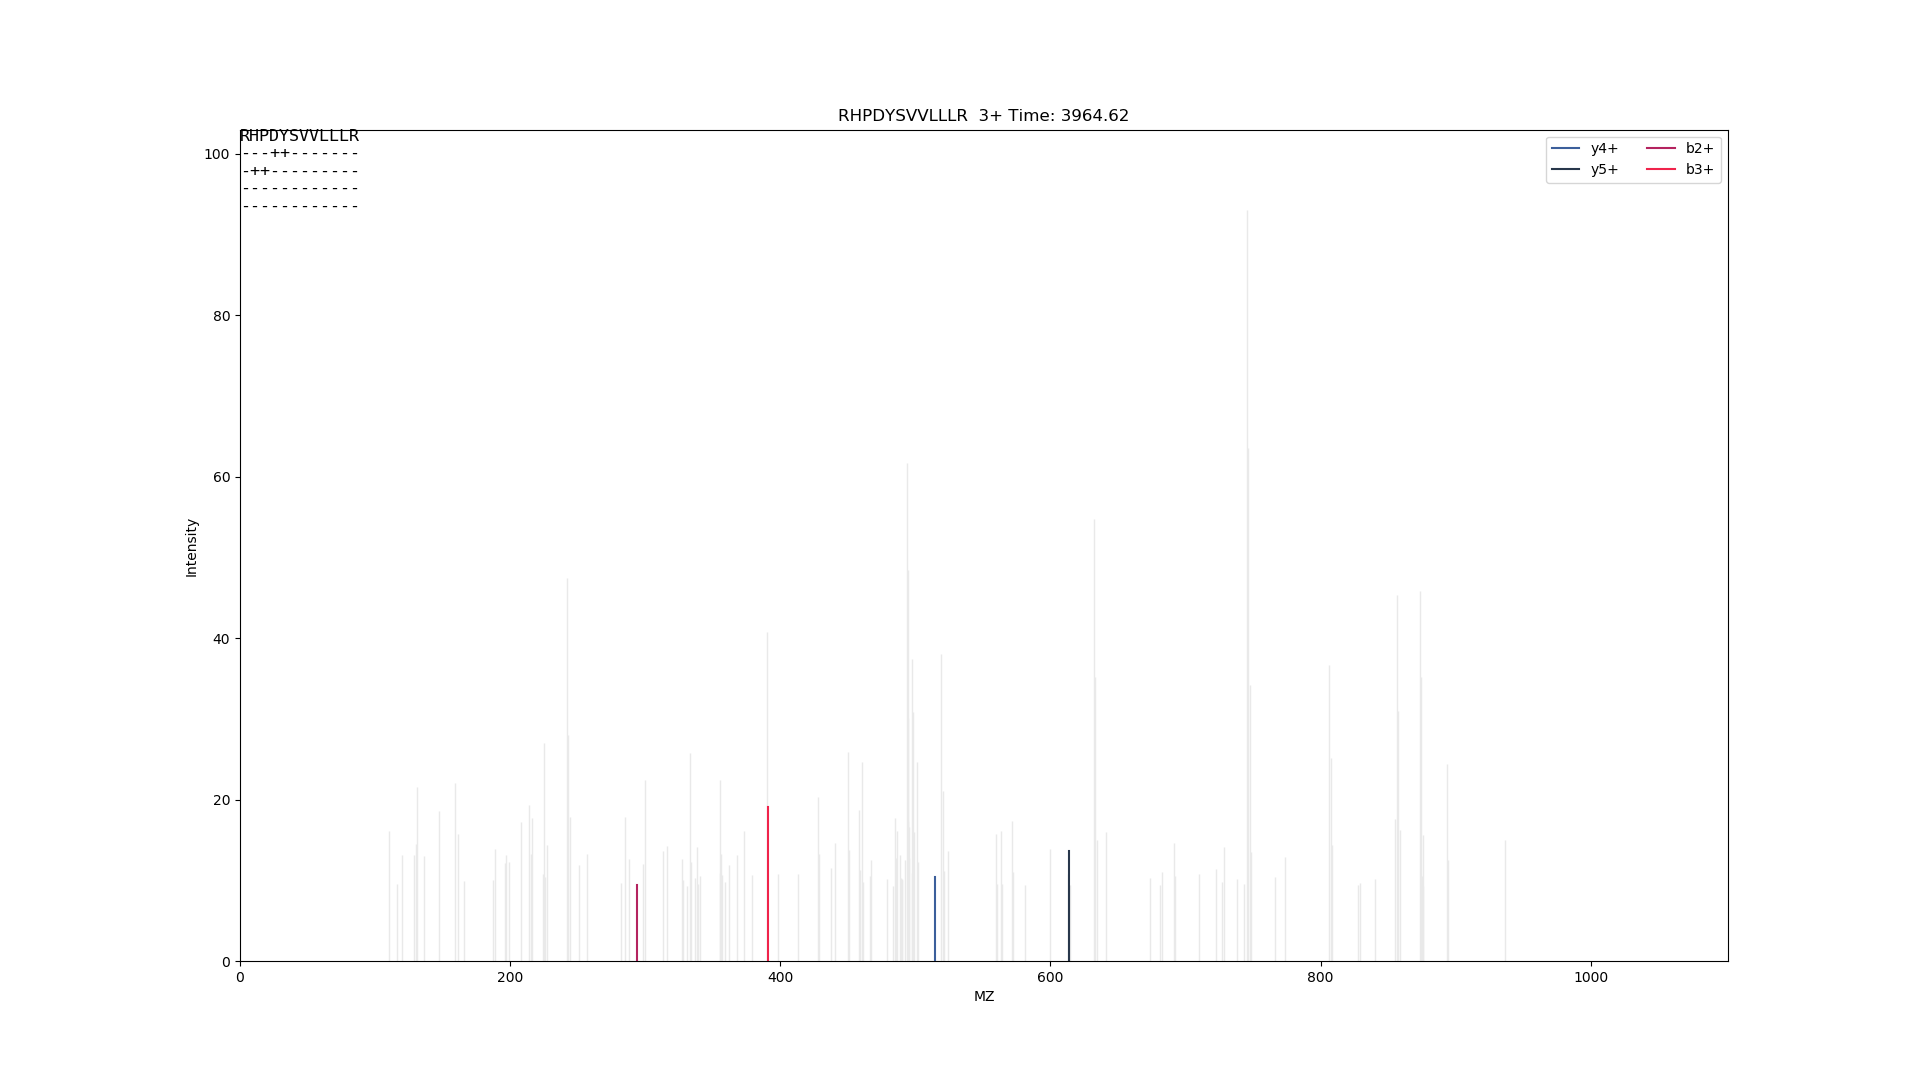 RHPDYSVVLLLR  3+ Time: 3964.62
RHPDYSVVLLLR
---++-------
-++---------
------------
------------
y4+
y5+
b2+
b3+
100
80
60
40
20
0
Intensity
0 200 400 600 800 1000
MZ